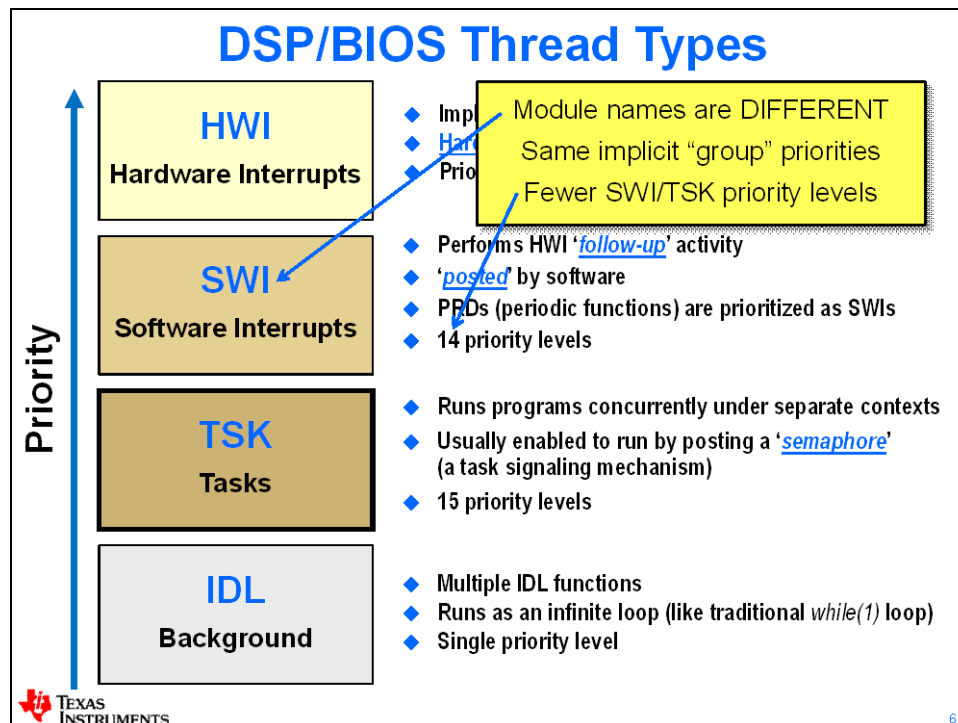 DSP/BIOS Thread Types
Priority
HWI
Hardware Interrupts
Module names are DIFFERENT
Same implicit “group” priorities
Fewer SWI/TSK priority levels
SWI
Software Interrupts
◆ Performs HWI ‘follow-up’ activity
◆ ‘posted’ by software
◆ PRDs (periodic functions) are prioritized as SWIs
◆ 14 priority levels
TSK
Tasks
◆ Runs programs concurrently under separate contexts
◆ Usually enabled to run by posting a ‘semaphore’
(a task signaling mechanism)
◆ 15 priority levels
IDL
Background
◆ Multiple IDL functions
◆ Runs as an infinite loop (like traditional while(1) loop)
◆ Single priority level
TEXAS
INSTRUMENTS
6